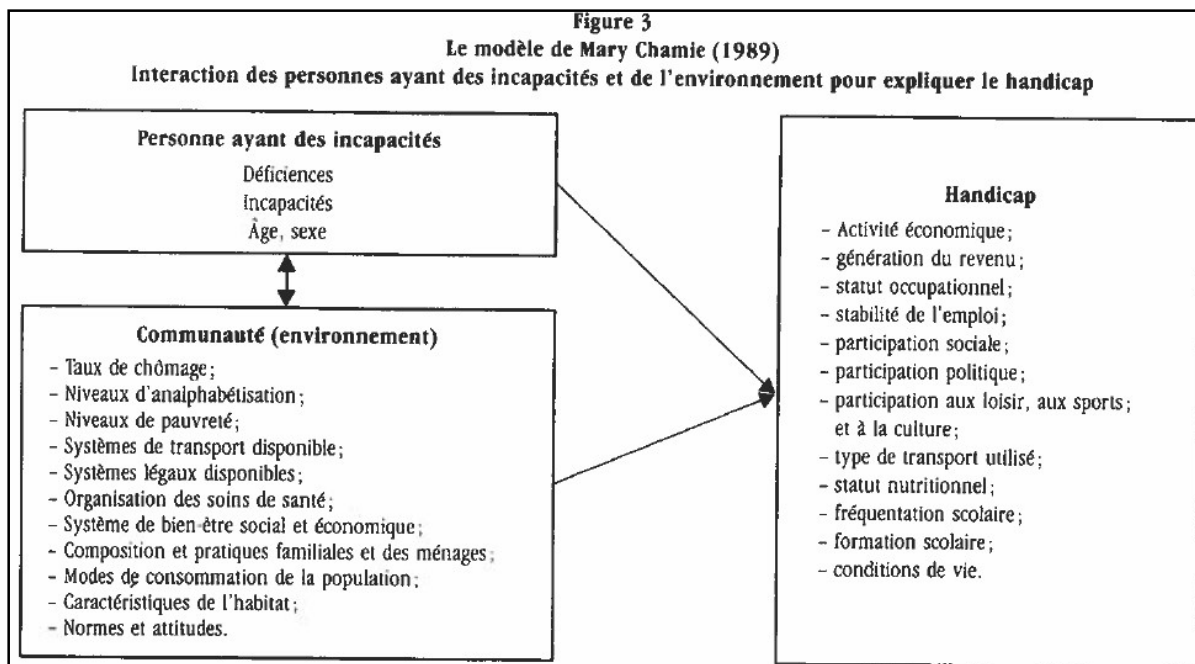 Figure 3
Le modèle de Mary Chamie (1989)
Interaction des personnes ayant des incapacités et de l'environnement pour expliquer le handicap
Personne ayant des incapacités
Déficiences
Incapacités
Âge, sexe
Communauté (environnement)
– Taux de chômage;
– Niveaux d'analphabétisation;
– Niveaux de pauvreté;
– Systèmes de transport disponible;
– Systèmes légaux disponibles;
– Organisation des soins de santé;
– Système de bien-être social et économique;
– Composition et pratiques familiales et des ménages;
– Modes de consommation de la population;
– Caractéristiques de l'habitat;
– Normes et attitudes.
Handicap
– Activité économique;
– génération du revenu;
– statut occupationnel;
– stabilité de l'emploi;
– participation sociale;
– participation politique;
– participation aux loisir, aux sports;
et à la culture;
– type de transport utilisé;
– statut nutritionnel;
– fréquentation scolaire;
– formation scolaire;
– conditions de vie.